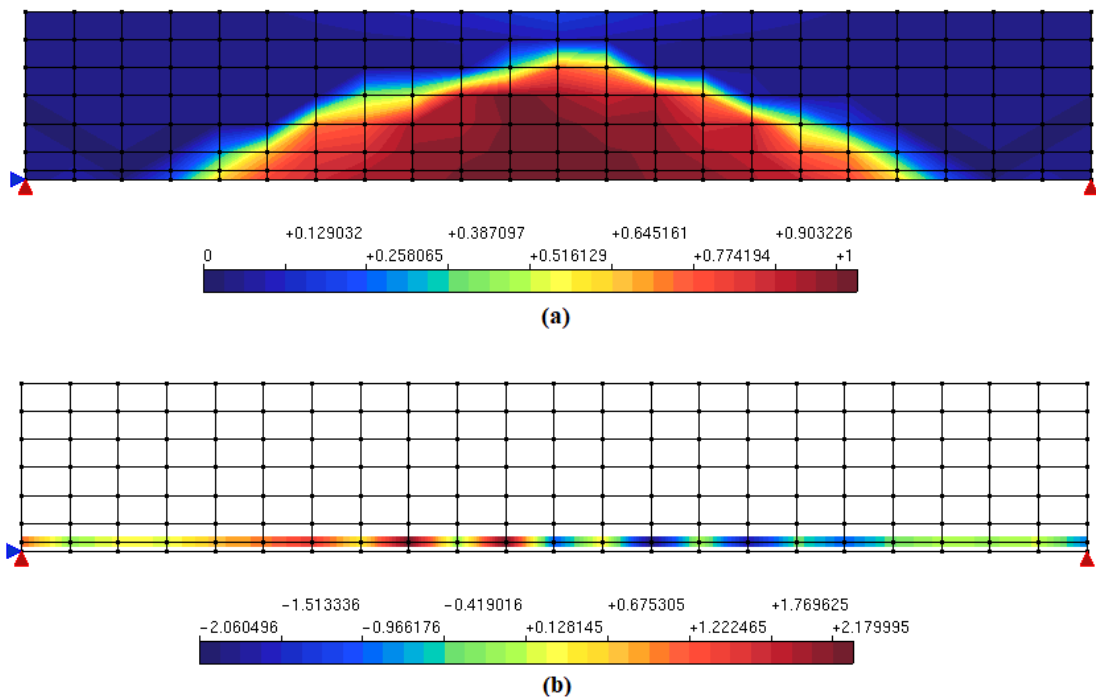 +0.129032 +0.387097 +0.645161 +0.903226
0 +0.258065 +0.516129 +0.774194 +1
(a)
−1.513336 −0.419016 +0.675305 +1.769625
−2.060496 −0.966176 +0.128145 +1.222465 +2.179995
(b)